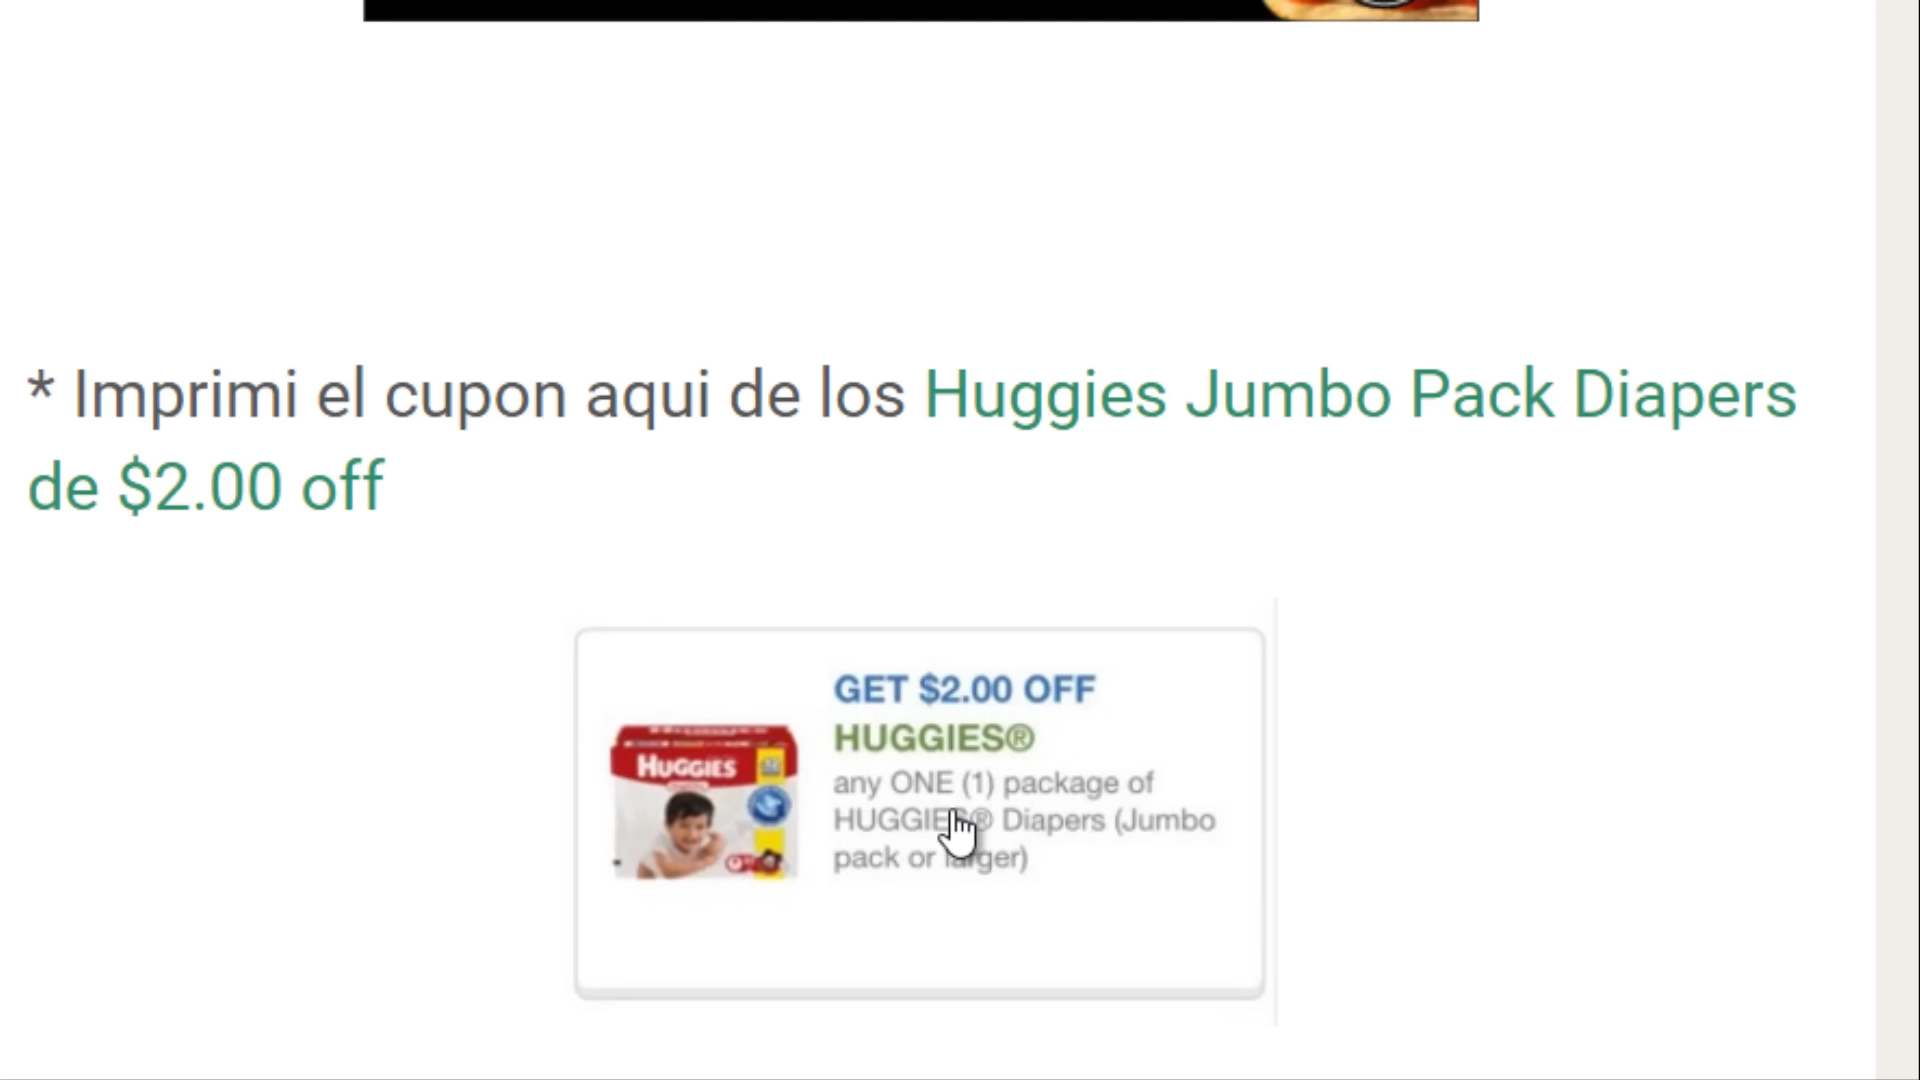 * Imprimi el cupon aqui de los Huggies Jumbo Pack Diapers
de $2.00 off
GET $2.00 OFF
HUGGIES®
any ONE (1) package of
HUGGIES® Diapers (Jumbo
pack or larger)
HUGGIES